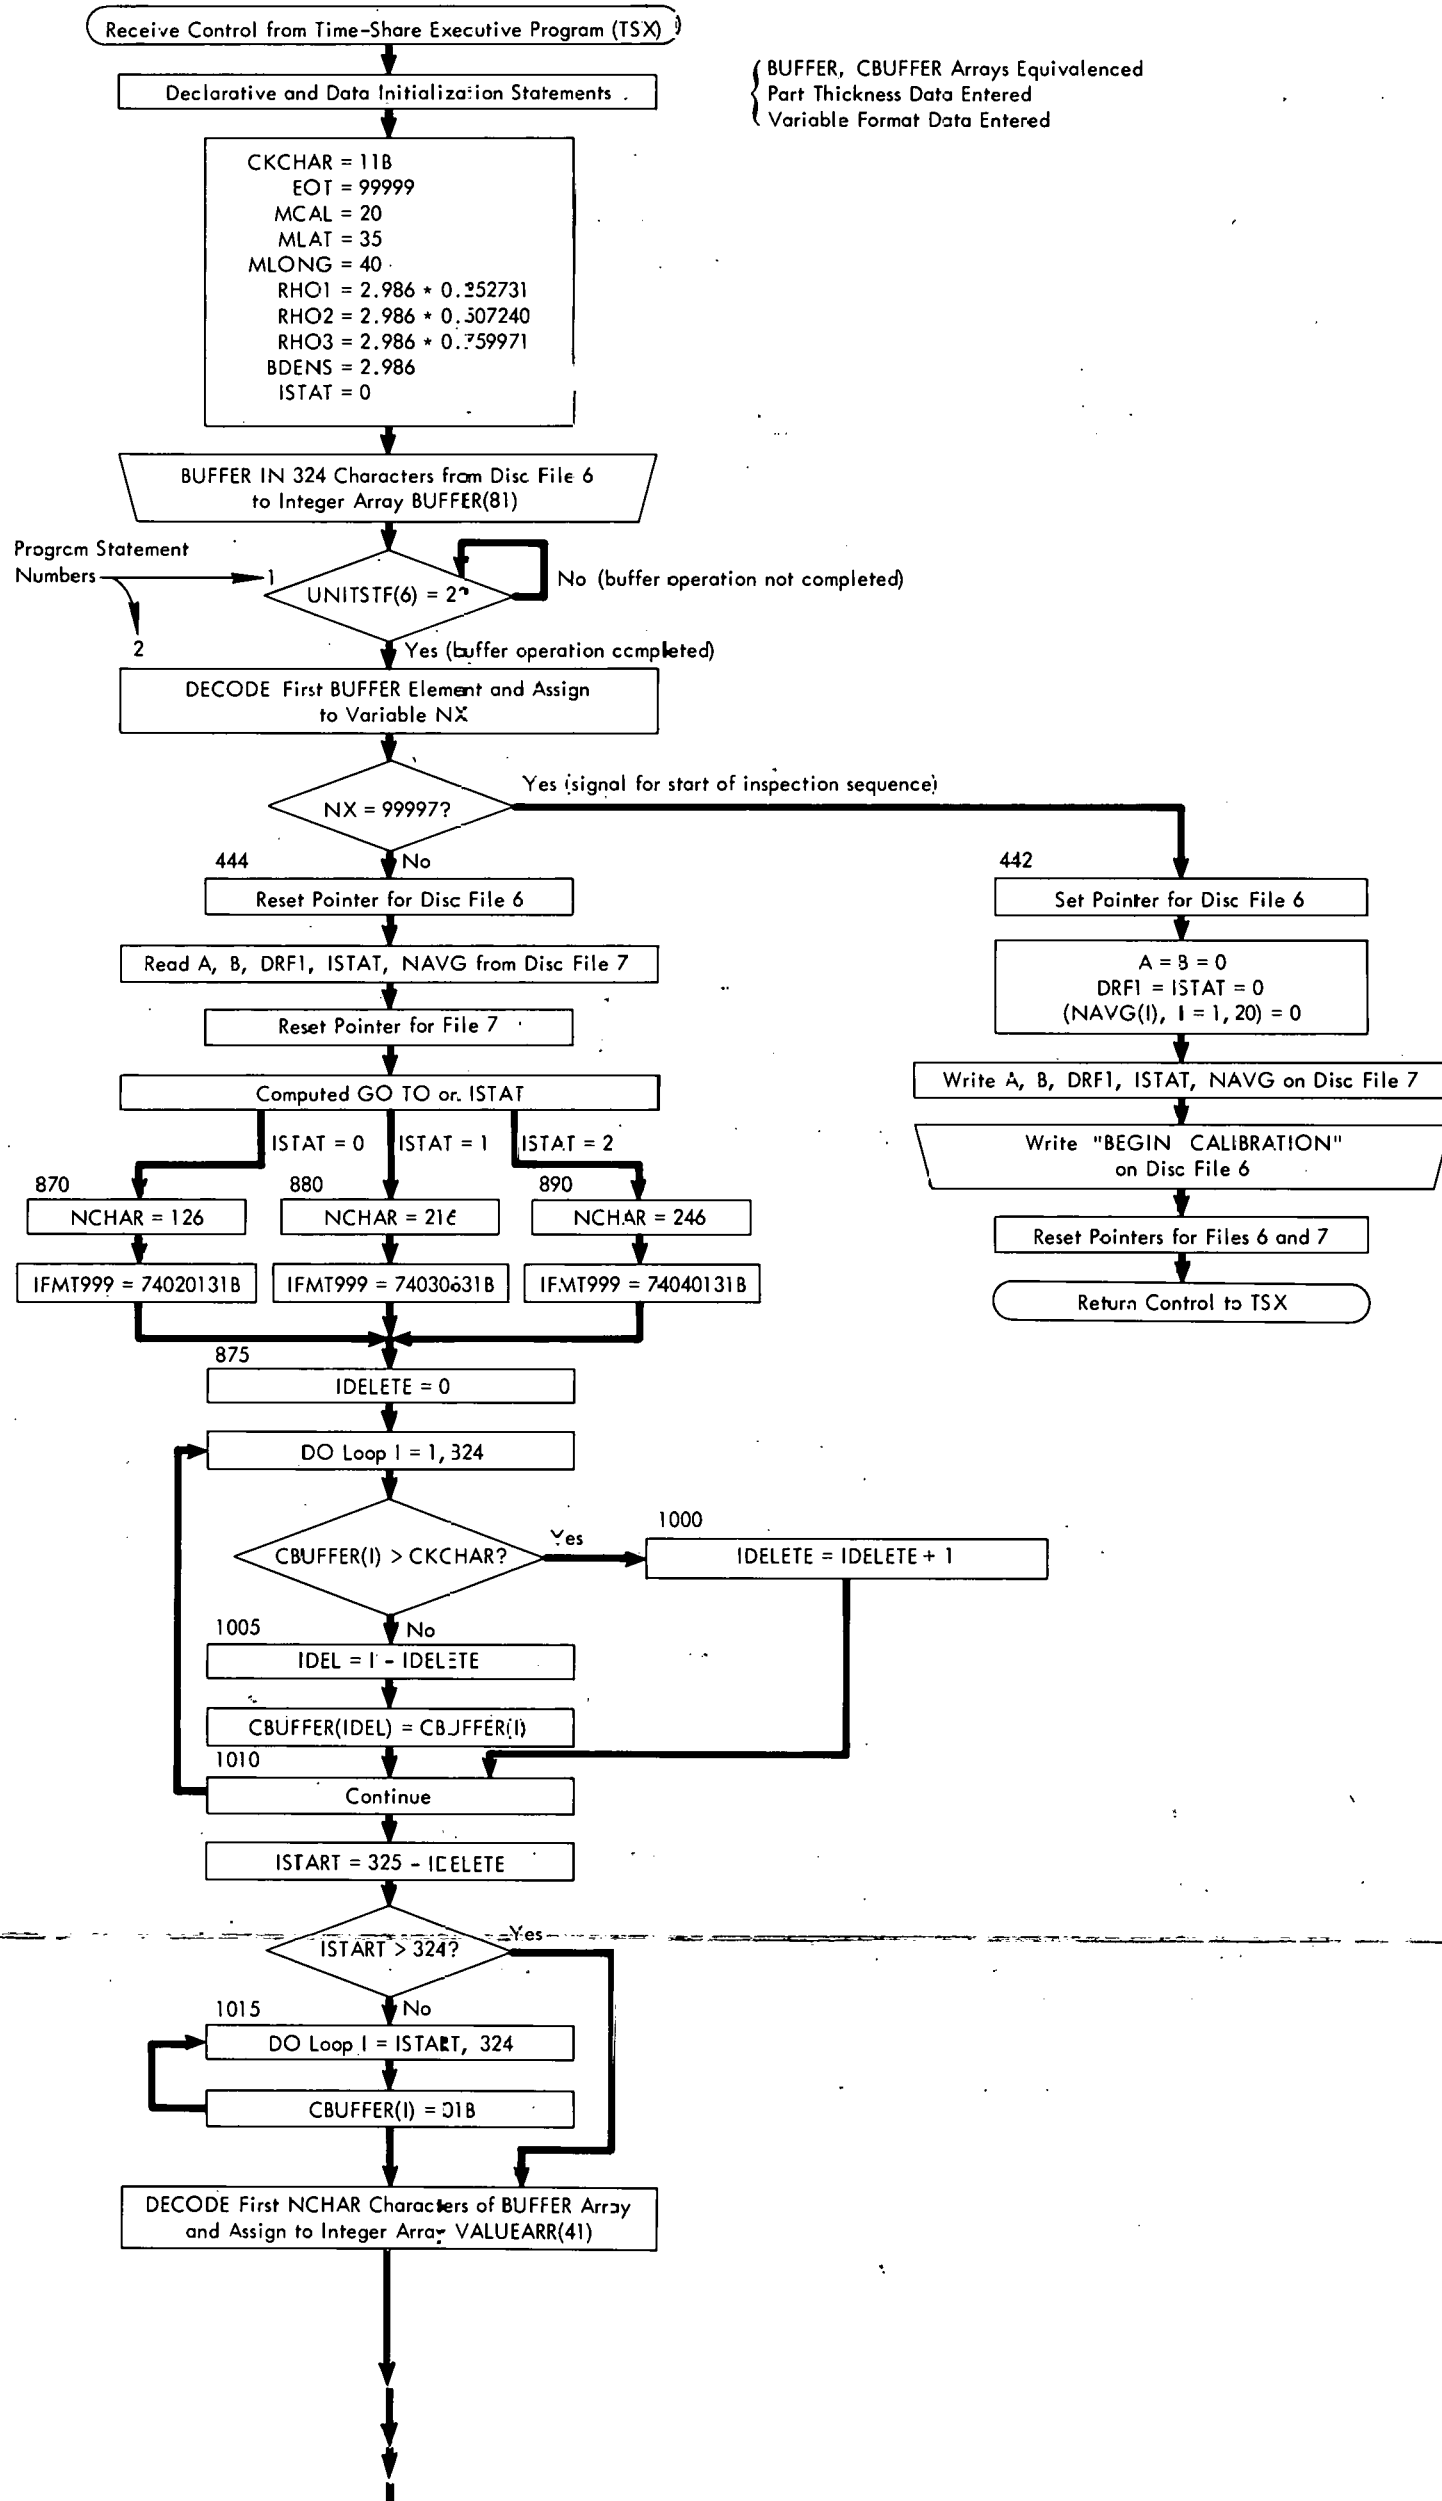 Receive Control from Time-Share Executive Program (TSX)
Declarative and Data Initialization Statements
BUFFER, CBUFFER Arrays Equivalenced
Part Thickness Data Entered
Variable Format Data Entered
CKCHAR = 11B
EOT = 99999
MCAL = 20
MLAT = 35
MLONG = 40
RHO1 = 2.986 *
RHO2 = 2.986 *
RHO3 = 2.986 *
BDENS = 2.986
ISTAT = 0
BUFFER IN 324 Characters from Disc File 6
to Integer Array BUFFER(81)
Program Statement
Numbers
1
2
UNITSTF(6) = 2?
No (buffer operation not completed)
Yes (buffer operation completed)
DECODE First BUFFER Element and Assign
to Variable NX
NX = 99997?
Yes (signal for start of inspection sequence)
No
444
Reset Pointer for Disc File 6
Read A, B, DRF1, ISTAT, NAVG from Disc File 7
Reset Pointer for File 7
Computed GO TO on ISTAT
ISTAT = 0
ISTAT = 1
ISTAT = 2
870
NCHAR = 126
IFMT999 = 74020131B
880
NCHAR = 216
IFMT999 = 74030631B
890
NCHAR = 246
IFMT999 = 74040131B
442
Set Pointer for Disc File 6
A = B = 0
DRF1 = ISTAT = 0
(NAVG(I), I = 1, 20) = 0
Write A, B, DRF1, ISTAT, NAVG on Disc File 7
Write "BEGIN CALIBRATION"
on Disc File 6
Reset Pointers for Files 6 and 7
Return Control to TSX
875
IDELETE = 0
DO Loop I = 1, 324
CBUFFER(I) > CKCHAR?
Yes
1000
IDELETE = IDELETE + 1
No
1005
IDEL = I - IDELETE
CBUFFER(IDEL) = CBUFFER(I)
1010
Continue
ISTART = 325 - IDELETE
ISTART > 324?
Yes
No
1015
DO Loop I = ISTART, 324
CBUFFER(I) = 01B
DECODE First NCHAR Characters of BUFFER Array
and Assign to Integer Array VALUEARR(41)